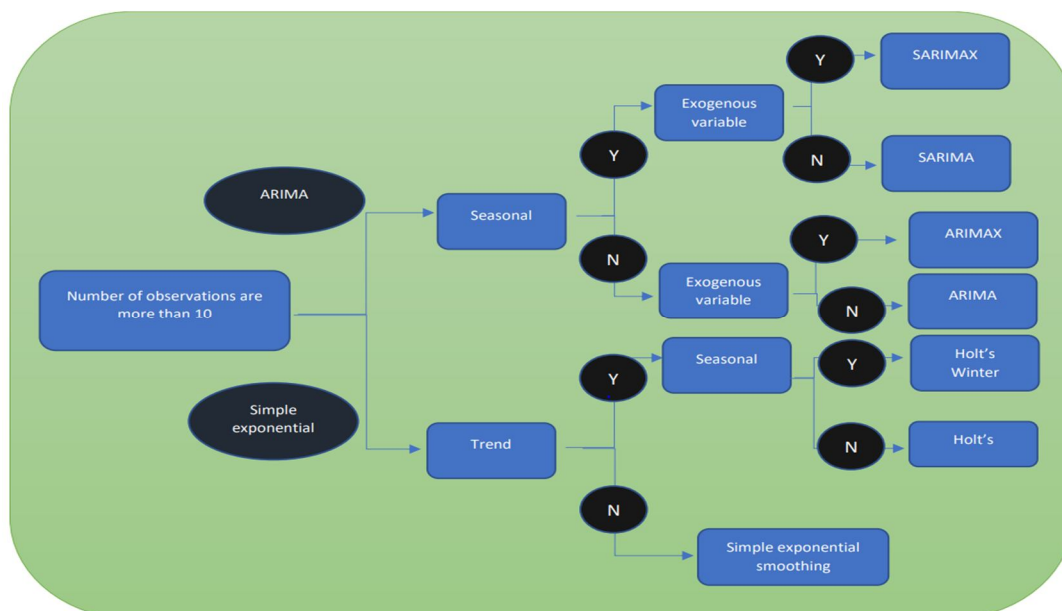 Y
SARIMAX
Exogenous
variable
Y
N
SARIMA
ARIMA
Seasonal
Y
ARIMAX
N
Exogenous
variable
Number of observations are
more than 10
N
ARIMA
Y
Seasonal
Y
Holt's
Winter
Simple
exponential
Trend
N
Holt's
N
Simple exponential
smoothing